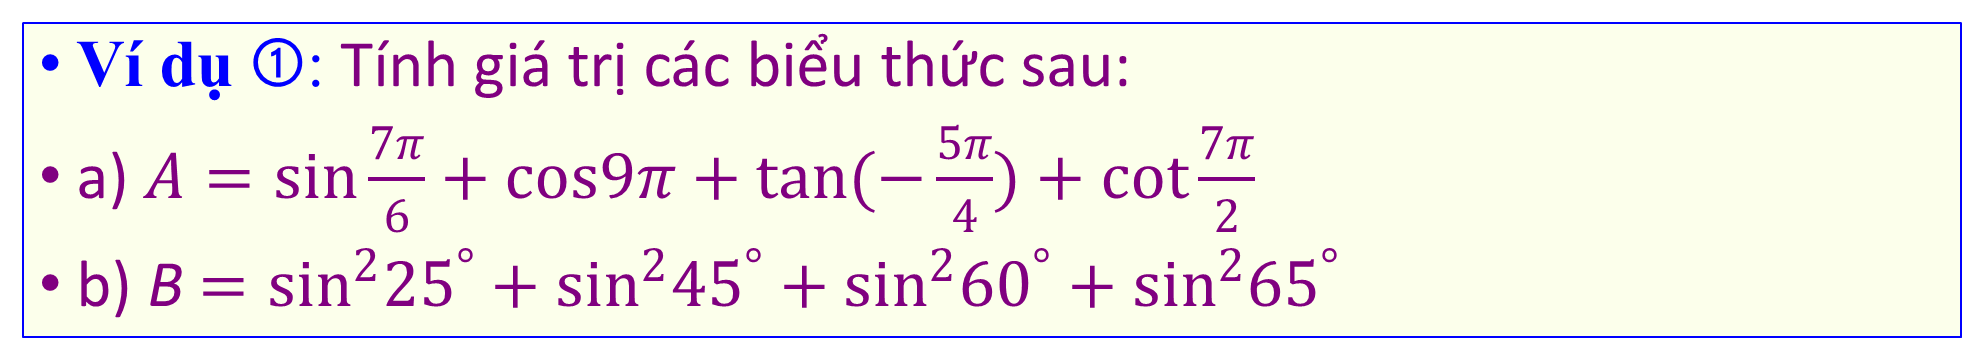 • Ví dụ ①: Tính giá trị các biểu thức sau:
• a) A = sin 7π/6 + cos9π + tan(−5π/4) + cot 7π/2
• b) B = sin²25° + sin²45° + sin²60° + sin²65°